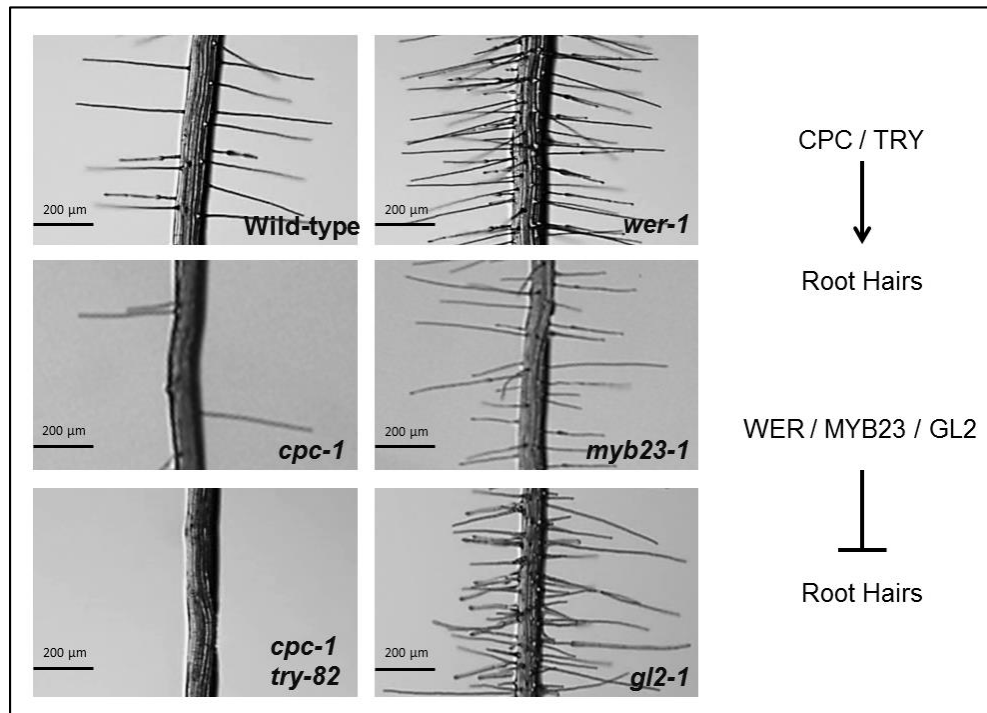 200 μm
Wild-type
200 μm
wer-1
CPC / TRY
Root Hairs
200 μm
cpc-1
200 μm
myb23-1
WER / MYB23 / GL2
Root Hairs
200 μm
cpc-1
try-82
200 μm
gl2-1